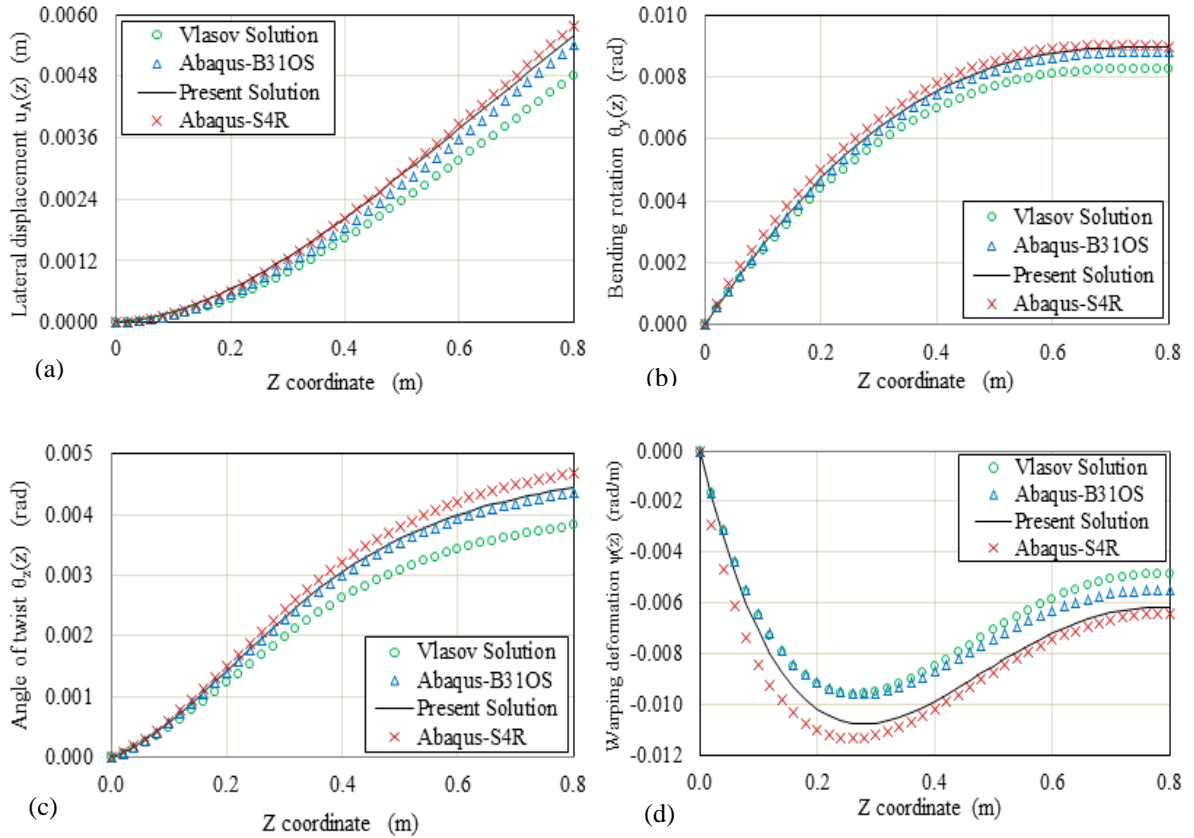 Lateral displacement u_A(z) (m)
0.0060
0.0048
0.0036
0.0024
0.0012
0.0000
Vlasov Solution
Abaqus-B31OS
Present Solution
Abaqus-S4R
0 0.2 0.4 0.6 0.8
Z coordinate (m)
(a)
Bending rotation θ_y(z) (rad)
0.010
0.008
0.006
0.004
0.002
0.000
Vlasov Solution
Abaqus-B31OS
Present Solution
Abaqus-S4R
0 0.2 0.4 0.6 0.8
Z coordinate (m)
(b)
Angle of twist θ_z(z) (rad)
0.005
0.004
0.003
0.002
0.001
0.000
Vlasov Solution
Abaqus-B31OS
Present Solution
Abaqus-S4R
0 0.2 0.4 0.6 0.8
Z coordinate (m)
(c)
Warping deformation ψ(z) (rad/m)
-0.000
-0.002
-0.004
-0.006
-0.008
-0.010
-0.012
Vlasov Solution
Abaqus-B31OS
Present Solution
Abaqus-S4R
0 0.2 0.4 0.6 0.8
Z coordinate (m)
(d)